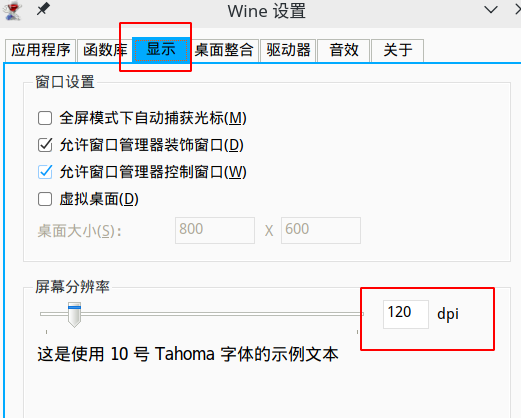 Wine 设置
应用程序 函数库 显示 桌面整合 驱动器 音效 关于
窗口设置
全屏模式下自动捕获光标(M)
允许窗口管理器装饰窗口(D)
允许窗口管理器控制窗口(W)
虚拟桌面(D)
桌面大小(S): 800 X 600
屏幕分辨率
120 dpi
这是使用 10 号 Tahoma 字体的示例文本